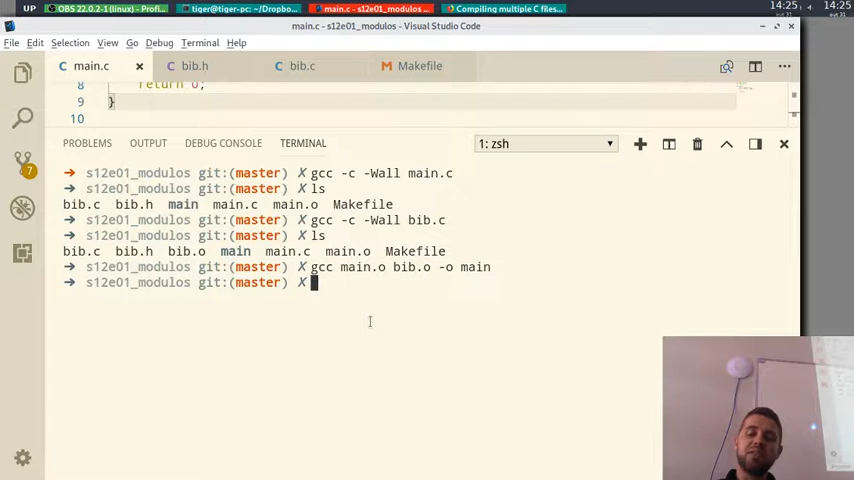 UP OBS 22.0.2-1 (linux)... tiger@tiger-pc: ~/Dropbo... main.c - s12e01_modulos ... Compiling multiple C files... 14:25 14:25
main.c - s12e01_modulos - Visual Studio Code
File Edit Selection View Go Debug Terminal Help
main.c × bib.h bib.c M Makefile ...
8 return 0;
9 }
10
PROBLEMS OUTPUT DEBUG CONSOLE TERMINAL 1: zsh
→ s12e01_modulos git:(master) ✗ gcc -c -Wall main.c
→ s12e01_modulos git:(master) ✗ ls
bib.c bib.h main main.c main.o Makefile
→ s12e01_modulos git:(master) ✗ gcc -c -Wall bib.c
→ s12e01_modulos git:(master) ✗ ls
bib.c bib.h bib.o main main.c main.o Makefile
→ s12e01_modulos git:(master) ✗ gcc main.o bib.o -o main
→ s12e01_modulos git:(master) ✗
7